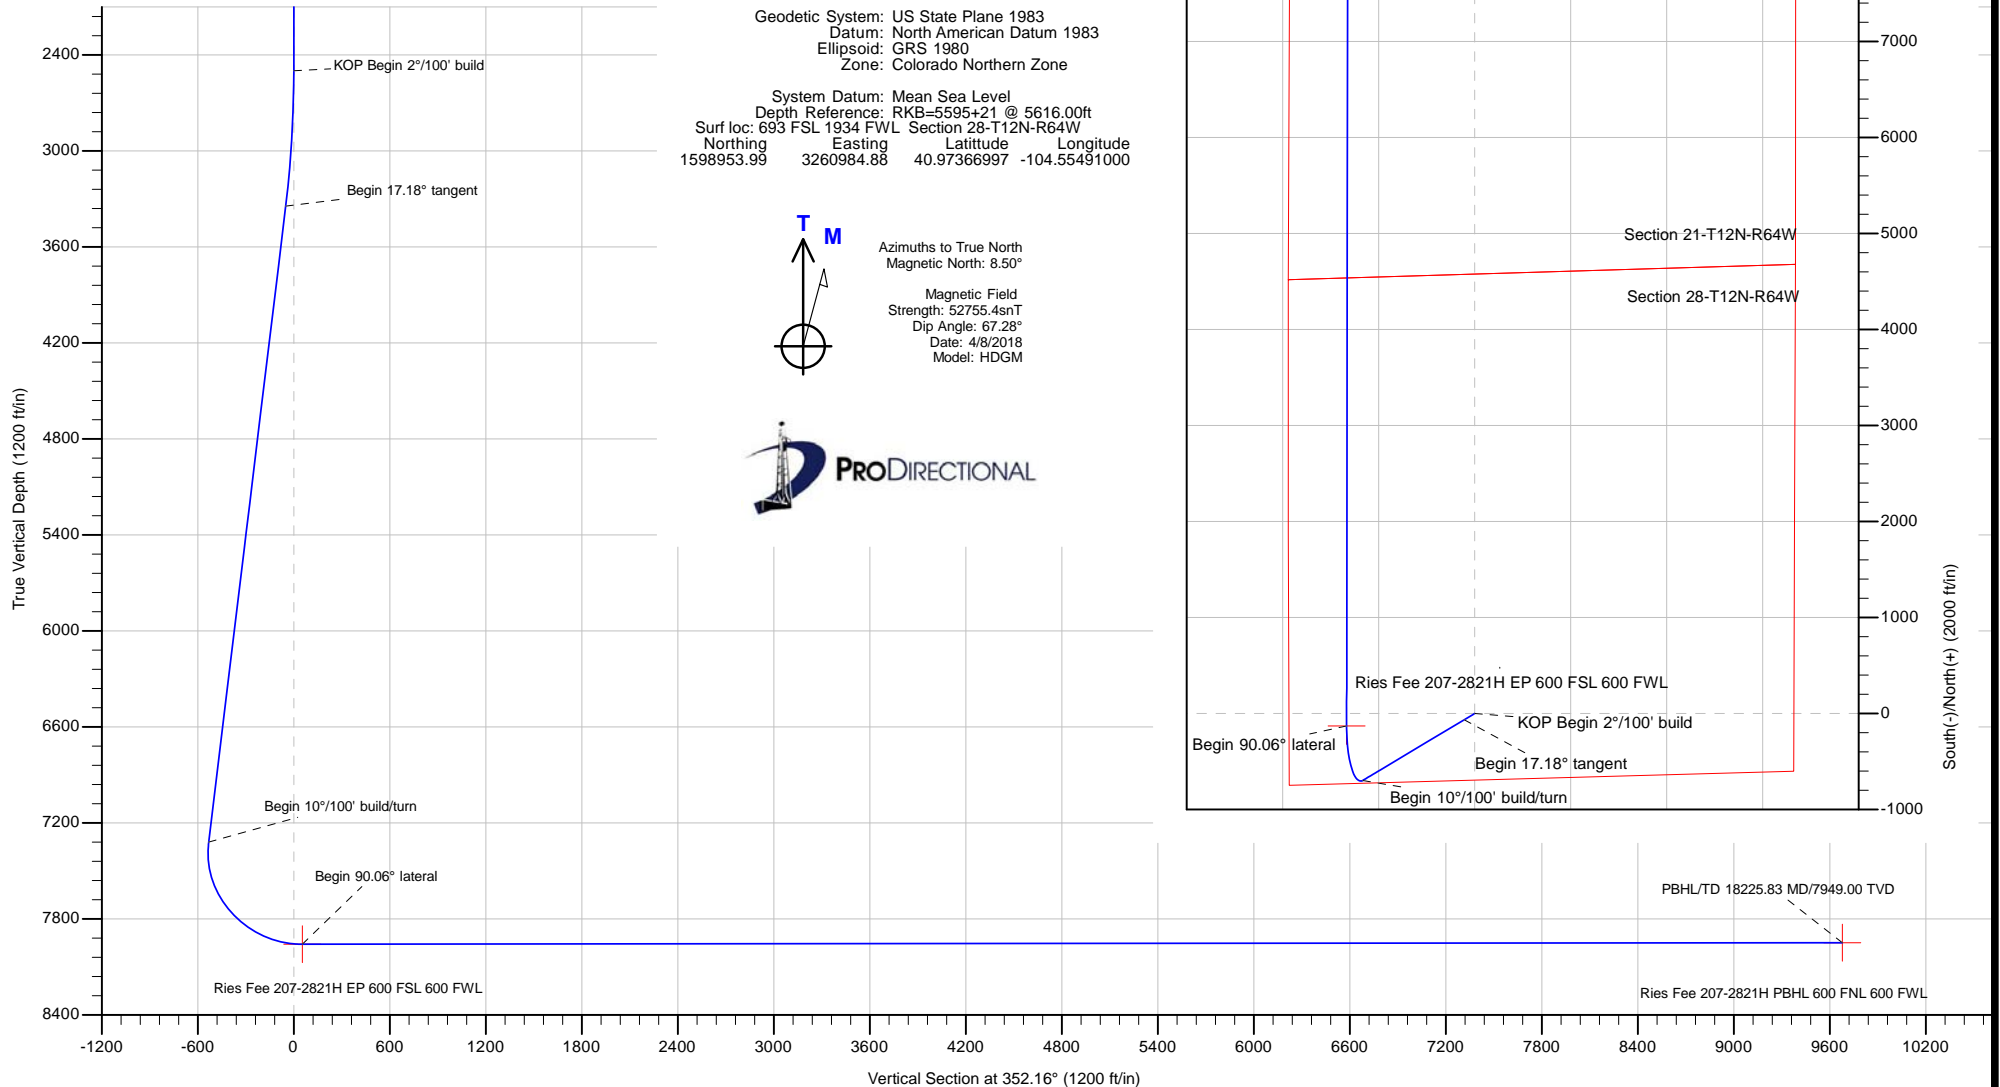 Geodetic System: US State Plane 1983
Datum: North American Datum 1983
Ellipsoid: GRS 1980
Zone: Colorado Northern Zone
System Datum: Mean Sea Level
Depth Reference: RKB=5595+21 @ 5616.00ft
Surf loc: 693 FSL 1934 FWL Section 28-T12N-R64W
Northing Easting Latittude Longitude
1598953.99 3260984.88 40.97366997 -104.55491000
T
M
Azimuths to True North
Magnetic North: 8.50°
Magnetic Field
Strength: 52755.4snT
Dip Angle: 67.28°
Date: 4/8/2018
Model: HDGM
PRODIRECTIONAL
True Vertical Depth (1200 ft/in)
2400
3000
3600
4200
4800
5400
6000
6600
7200
7800
8400
KOP Begin 2°/100' build
Begin 17.18° tangent
Begin 10°/100' build/turn
Begin 90.06° lateral
Ries Fee 207-2821H EP 600 FSL 600 FWL
PBHL/TD 18225.83 MD/7949.00 TVD
Ries Fee 207-2821H PBHL 600 FNL 600 FWL
-1200
-600
0
600
1200
1800
2400
3000
3600
4200
4800
5400
6000
6600
7200
7800
8400
9000
9600
10200
Vertical Section at 352.16° (1200 ft/in)
7000
6000
5000
4000
3000
2000
1000
0
-1000
South(-)/North(+) (2000 ft/in)
Section 21-T12N-R64W
Section 28-T12N-R64W
Ries Fee 207-2821H EP 600 FSL 600 FWL
KOP Begin 2°/100' build
Begin 90.06° lateral
Begin 17.18° tangent
Begin 10°/100' build/turn